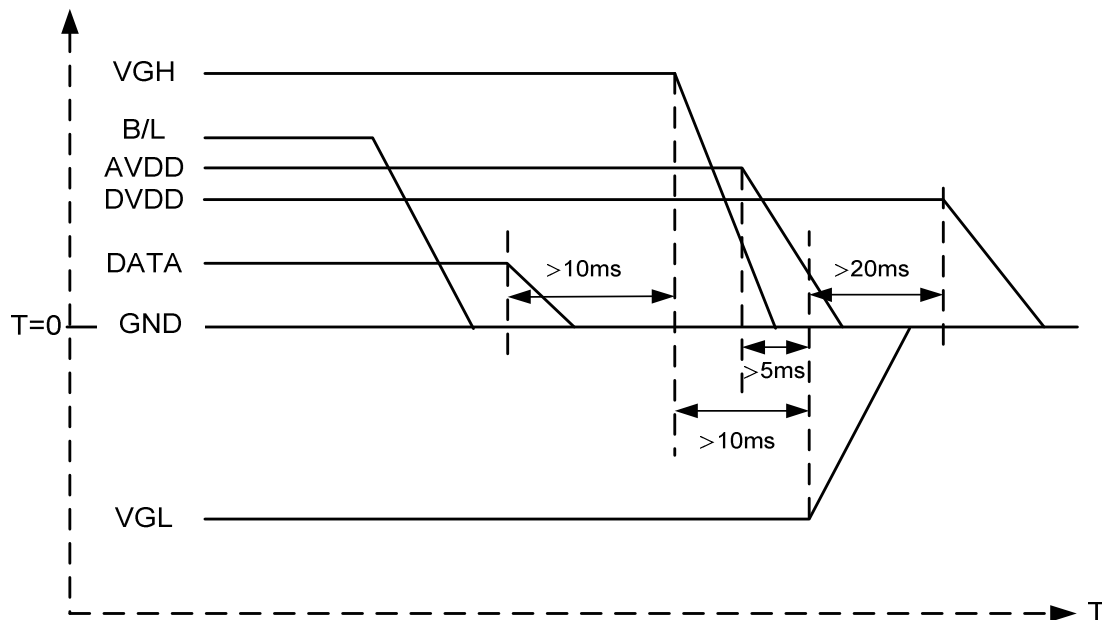 VGH
B/L
AVDD
DVDD
DATA
>10ms
>20ms
T=0
GND
>5ms
>10ms
VGL
T